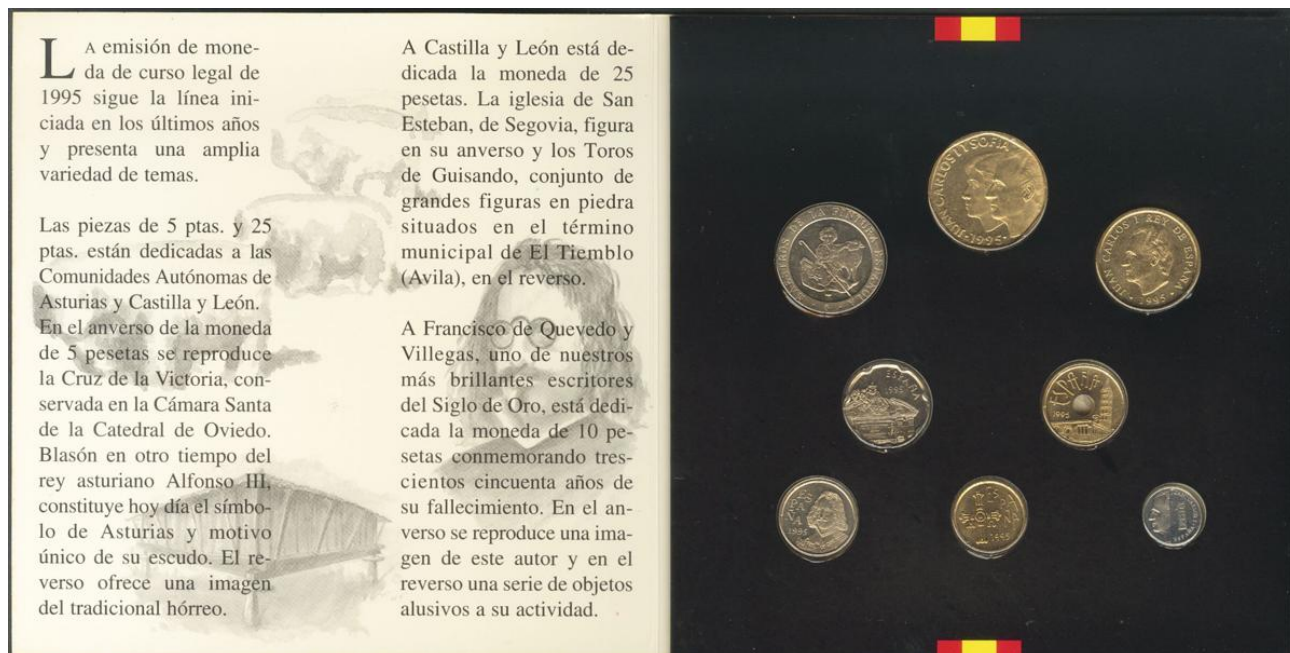 LA emisión de mone-
da de curso legal de
1995 sigue la línea ini-
ciada en los últimos años
y presenta una amplia
variedad de temas.
Las piezas de 5 ptas. y 25
ptas. están dedicadas a las
Comunidades Autónomas de
Asturias y Castilla y León.
En el anverso de la moneda
de 5 pesetas se reproduce
la Cruz de la Victoria, con-
servada en la Cámara Santa
de la Catedral de Oviedo.
Blasón en otro tiempo del
rey asturiano Alfonso III,
constituye hoy día el símbo-
lo de Asturias y motivo
único de su escudo. El re-
verso ofrece una imagen
del tradicional hórreo.
A Castilla y León está de-
dicada la moneda de 25
pesetas. La iglesia de San
Esteban, de Segovia, figura
en su anverso y los Toros
de Guisando, conjunto de
grandes figuras en piedra
situados en el término
municipal de El Tiemblo
(Avila), en el reverso.
A Francisco de Quevedo y
Villegas, uno de nuestros
más brillantes escritores
del Siglo de Oro, está dedi-
cada la moneda de 10 pe-
setas conmemorando tres-
cientos cincuenta años de
su fallecimiento. En el an-
verso se reproduce una ima-
gen de este autor y en el
reverso una serie de objetos
alusivos a su actividad.
JUAN CARLOS I Y SOFIA
1995
DE LA PINTURA
JUAN CARLOS I REY DE ESPAÑA
1995
ESPAÑA
1995
ESPAÑA
1995
1995
1995